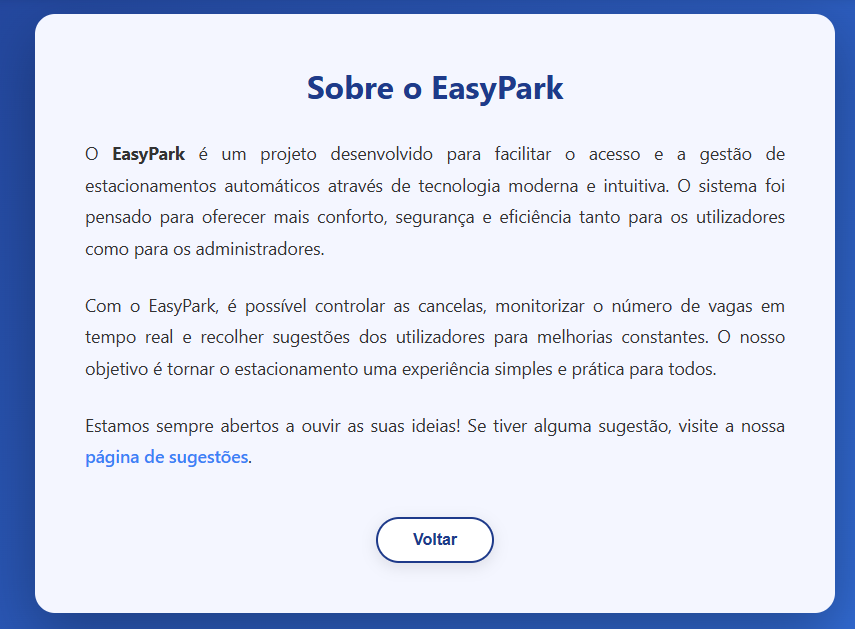 Sobre o EasyPark
O EasyPark é um projeto desenvolvido para facilitar o acesso e a gestão de
estacionamentos automáticos através de tecnologia moderna e intuitiva. O sistema foi
pensado para oferecer mais conforto, segurança e eficiência tanto para os utilizadores
como para os administradores.
Com o EasyPark, é possível controlar as cancelas, monitorizar o número de vagas em
tempo real e recolher sugestões dos utilizadores para melhorias constantes. O nosso
objetivo é tornar o estacionamento uma experiência simples e prática para todos.
Estamos sempre abertos a ouvir as suas ideias! Se tiver alguma sugestão, visite a nossa
página de sugestões.
Voltar